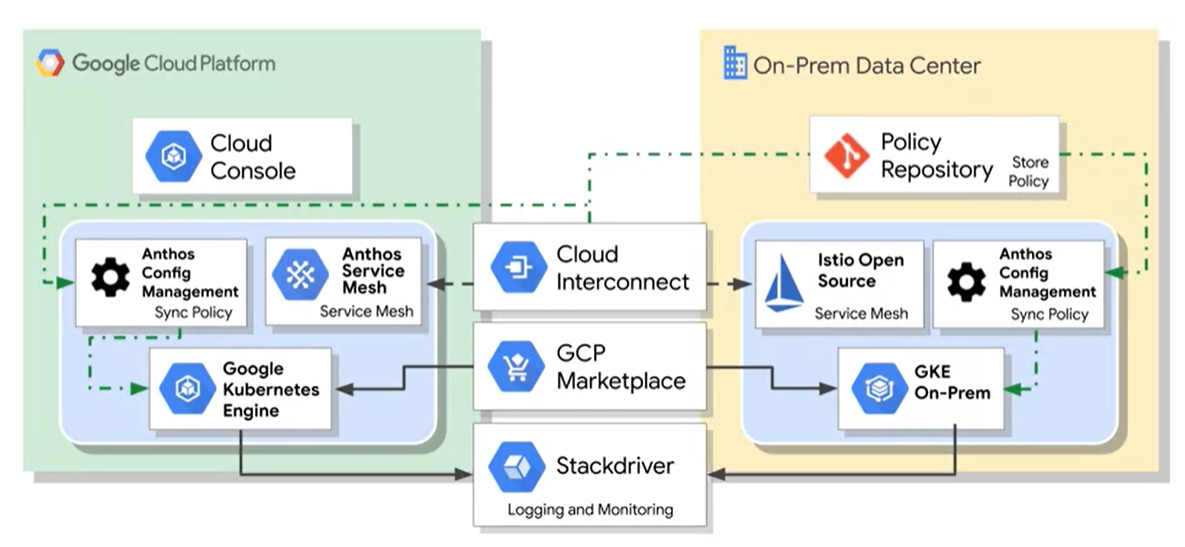 Google Cloud Platform
On-Prem Data Center
Cloud
Console
Policy
Repository
Store
Policy
Anthos
Config
Management
Sync Policy
Anthos
Service
Mesh
Service Mesh
Cloud
Interconnect
Istio Open
Source
Service Mesh
Anthos
Config
Management
Sync Policy
Google
Kubernetes
Engine
GCP
Marketplace
GKE
On-Prem
Stackdriver
Logging and Monitoring